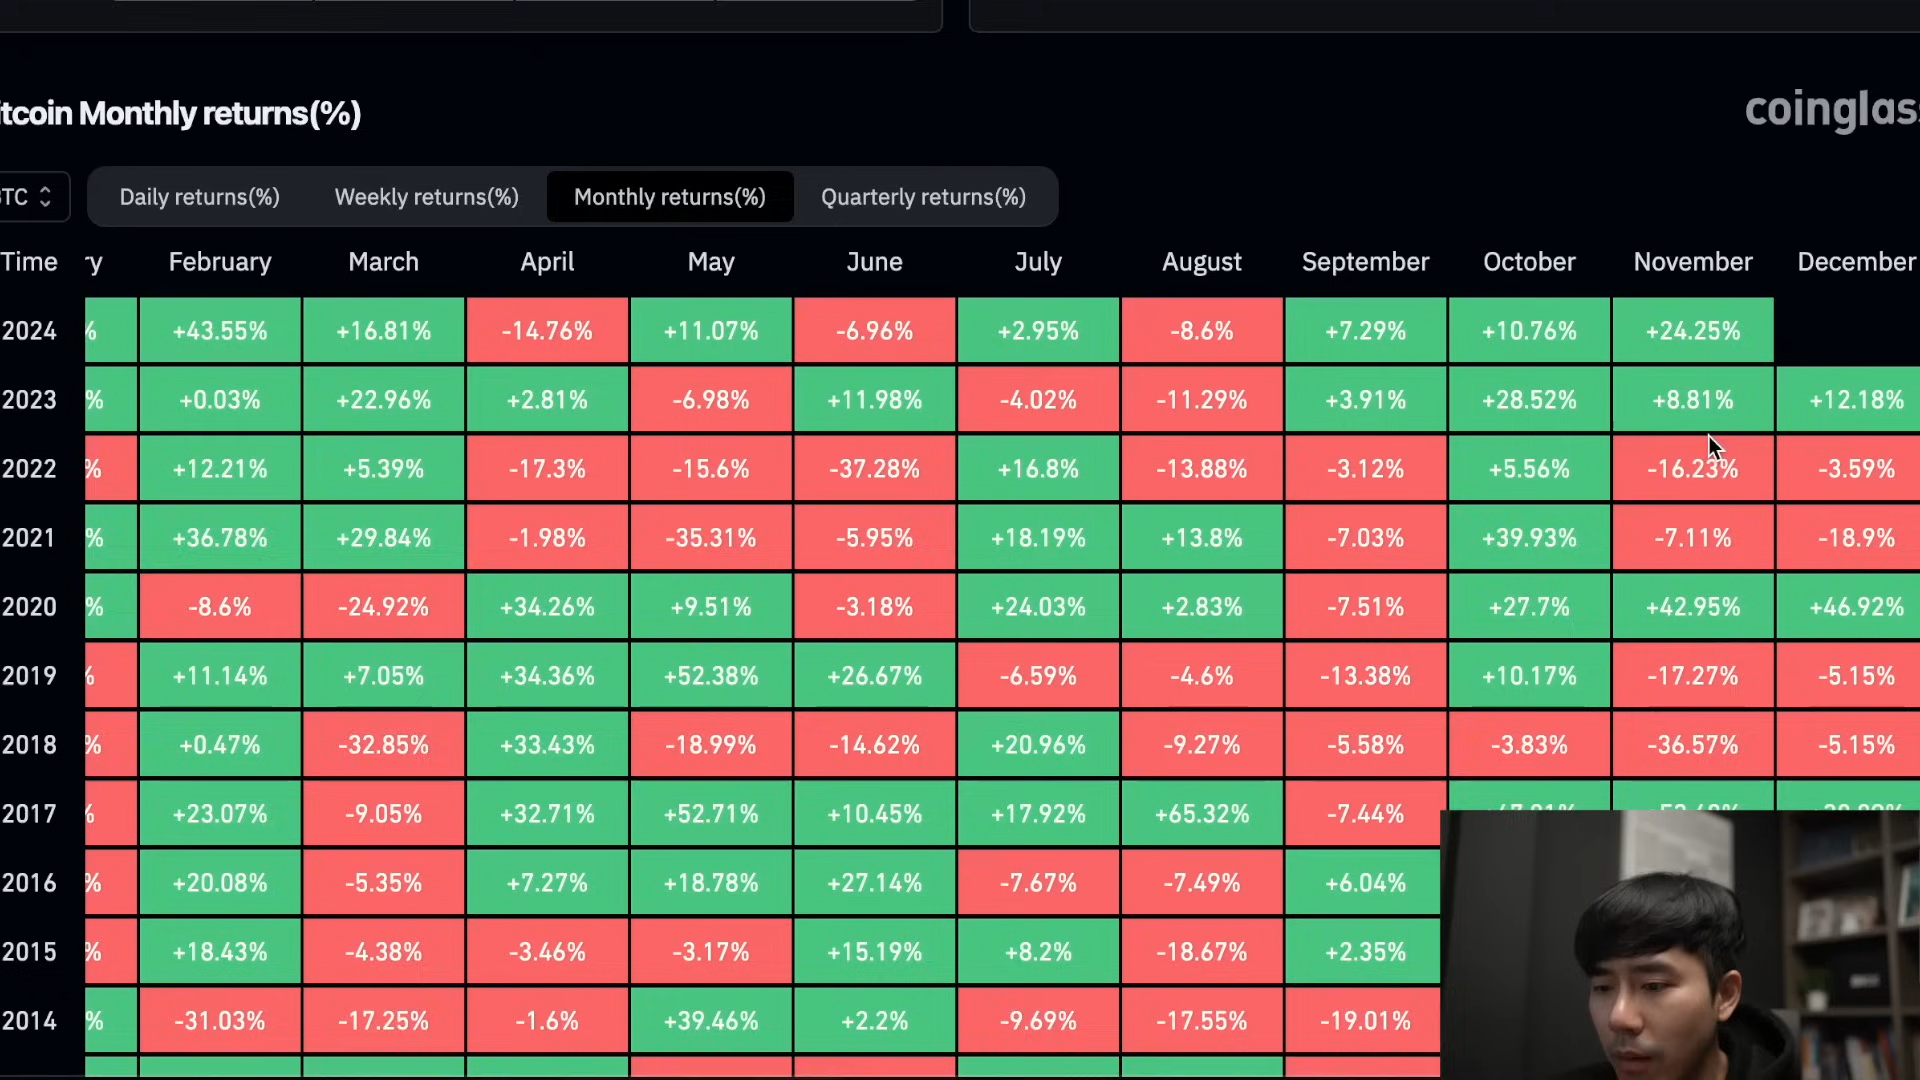 itcoin Monthly returns(%)
coinglass
BTC
Daily returns(%) Weekly returns(%) Monthly returns(%) Quarterly returns(%)
Time ry February March April May June July August September October November December
2024 % +43.55% +16.81% -14.76% +11.07% -6.96% +2.95% -8.6% +7.29% +10.76% +24.25%
2023 % +0.03% +22.96% +2.81% -6.98% +11.98% -4.02% -11.29% +3.91% +28.52% +8.81% +12.18%
2022 % +12.21% +5.39% -17.3% -15.6% -37.28% +16.8% -13.88% -3.12% +5.56% -16.23% -3.59%
2021 % +36.78% +29.84% -1.98% -35.31% -5.95% +18.19% +13.8% -7.03% +39.93% -7.11% -18.9%
2020 % -8.6% -24.92% +34.26% +9.51% -3.18% +24.03% +2.83% -7.51% +27.7% +42.95% +46.92%
2019 % +11.14% +7.05% +34.36% +52.38% +26.67% -6.59% -4.6% -13.38% +10.17% -17.27% -5.15%
2018 % +0.47% -32.85% +33.43% -18.99% -14.62% +20.96% -9.27% -5.58% -3.83% -36.57% -5.15%
2017 % +23.07% -9.05% +32.71% +52.71% +10.45% +17.92% +65.32% -7.44%
2016 % +20.08% -5.35% +7.27% +18.78% +27.14% -7.67% -7.49% +6.04%
2015 % +18.43% -4.38% -3.46% -3.17% +15.19% +8.2% -18.67% +2.35%
2014 % -31.03% -17.25% -1.6% +39.46% +2.2% -9.69% -17.55% -19.01%